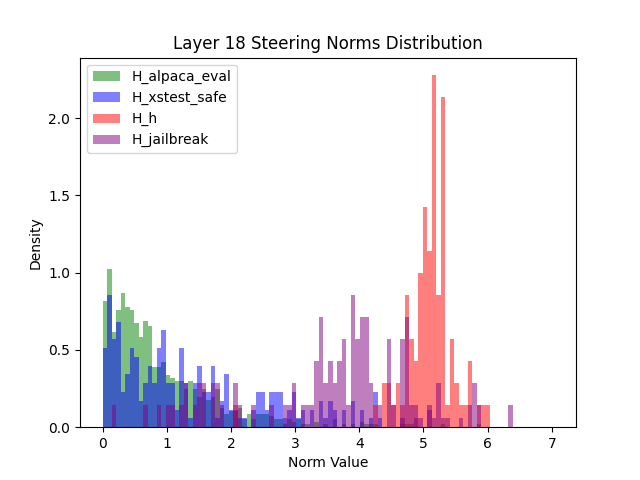 Layer 18 Steering Norms Distribution
H_alpaca_eval
H_xstest_safe
H_h
H_jailbreak
Density
2.0
1.5
1.0
0.5
0.0
0 1 2 3 4 5 6 7
Norm Value